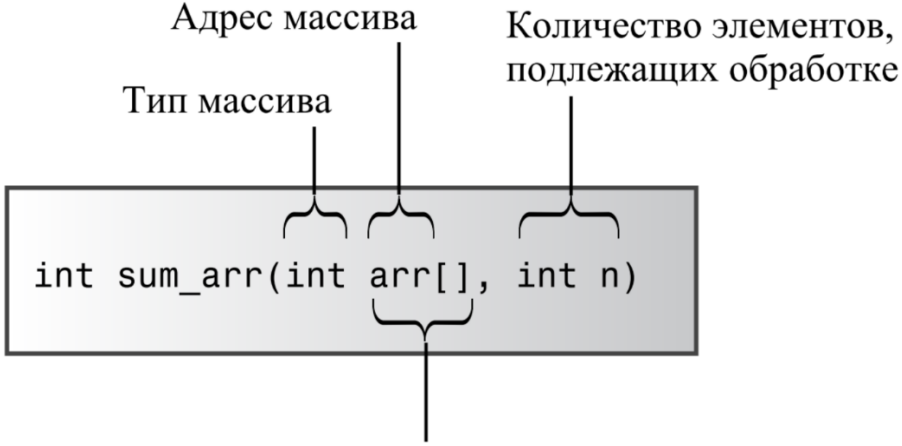 Адрес массива
Количество элементов,
подлежащих обработке
Тип массива
int sum_arr(int arr[], int n)